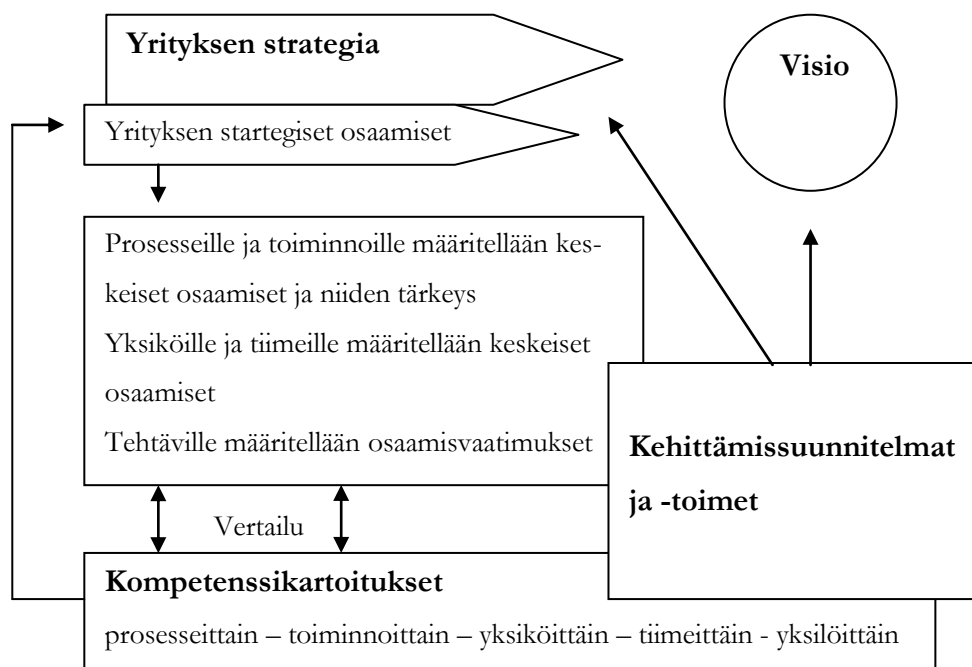 Yrityksen strategia
Visio
Yrityksen startegiset osaamiset
Prosesseille ja toiminnoille määritellään kes-
keiset osaamiset ja niiden tärkeys
Yksiköille ja tiimeille määritellään keskeiset
osaamiset
Tehtäville määritellään osaamisvaatimukset
Kehittämissuunnitelmat
ja -toimet
Vertailu
Kompetenssikartoitukset
prosesseittain – toiminnoittain – yksiköittäin – tiimeittäin - yksilöittäin